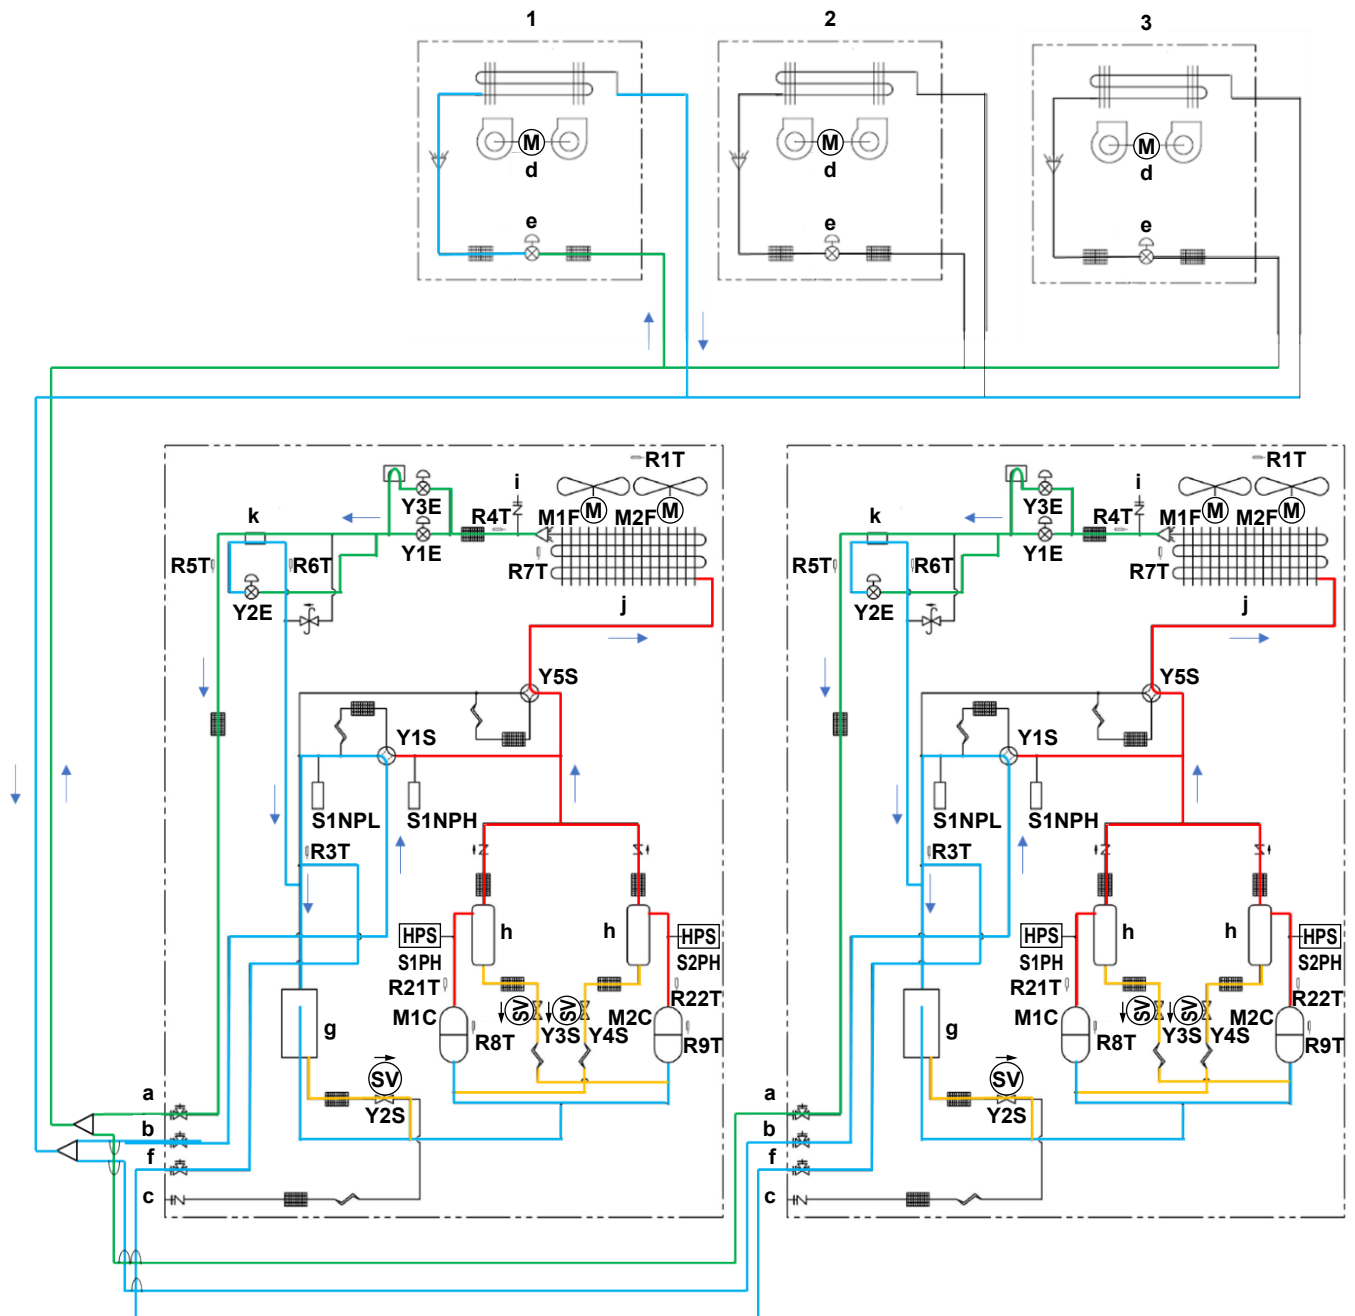 1 2 3
M M M
d d d
e e e
R1T R1T
i i
Y3E Y3E
k R4T M1F M M2F M k R4T M1F M M2F M
Y1E Y1E
R5T R6T R7T R5T R6T R7T
Y2E j Y2E j
Y5S Y5S
Y1S Y1S
S1NPL S1NPH S1NPL S1NPH
R3T R3T
HPS h h HPS HPS h h HPS
S1PH S2PH S1PH S2PH
R21T R22T R21T R22T
SV SV SV SV
M1C M2C M1C M2C
g R8T Y3S Y4S R9T g R8T Y3S Y4S R9T
SV SV
a Y2S a Y2S
b b
f f
c c